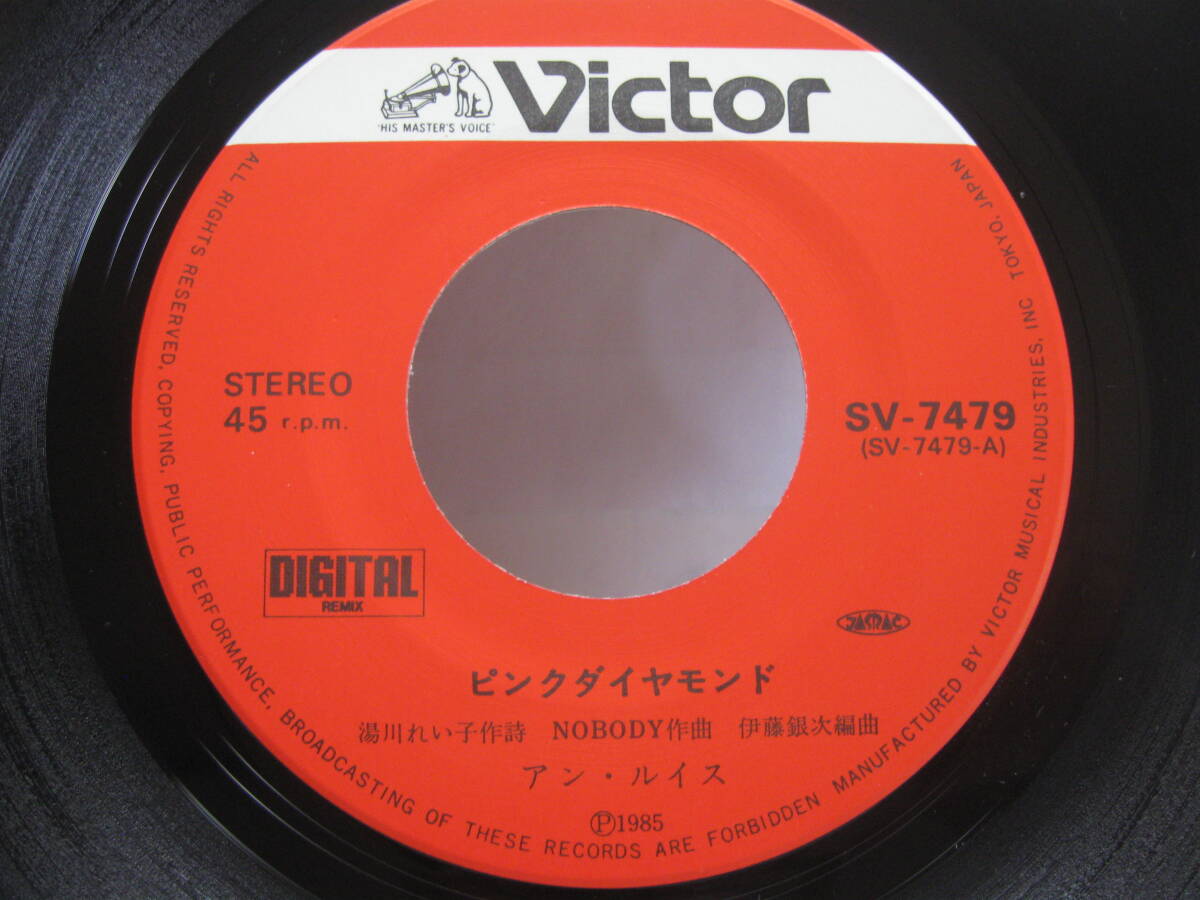 Victor
'HIS MASTER'S VOICE'
STEREO
45 r.p.m.
SV-7479
(SV-7479-A)
DIGITAL
REMIX
JASRAC
ピンクダイヤモンド
湯川れい子作詩 NOBODY作曲 伊藤銀次編曲
アン・ルイス
Ⓟ1985
ALL RIGHTS RESERVED, COPYING, PUBLIC PERFORMANCE, BROADCASTING OF THESE RECORDS ARE FORBIDDEN MANUFACTURED BY VICTOR MUSICAL INDUSTRIES, INC TOKYO, JAPAN